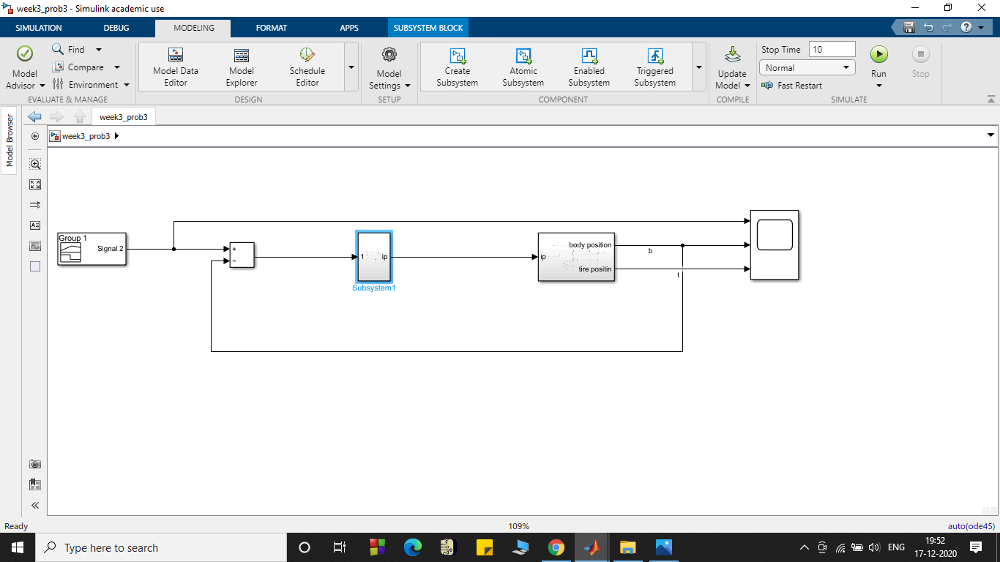 week3_prob3 - Simulink academic use
SIMULATION DEBUG MODELING FORMAT APPS SUBSYSTEM BLOCK
Model Advisor
Find
Compare
Environment
EVALUATE & MANAGE
Model Data Editor
Model Explorer
Schedule Editor
DESIGN
Model Settings
SETUP
Create Subsystem
Atomic Subsystem
Enabled Subsystem
Triggered Subsystem
COMPONENT
Update Model
COMPILE
Stop Time 10
Normal
Fast Restart
Run
Stop
SIMULATE
Model Browser
week3_prob3
week3_prob3
Group 1
Signal 2
+
−
1 ip
Subsystem1
ip
body position
tire positin
b
t
Ready 109% auto(ode45)
Type here to search
ENG
19:52
17-12-2020